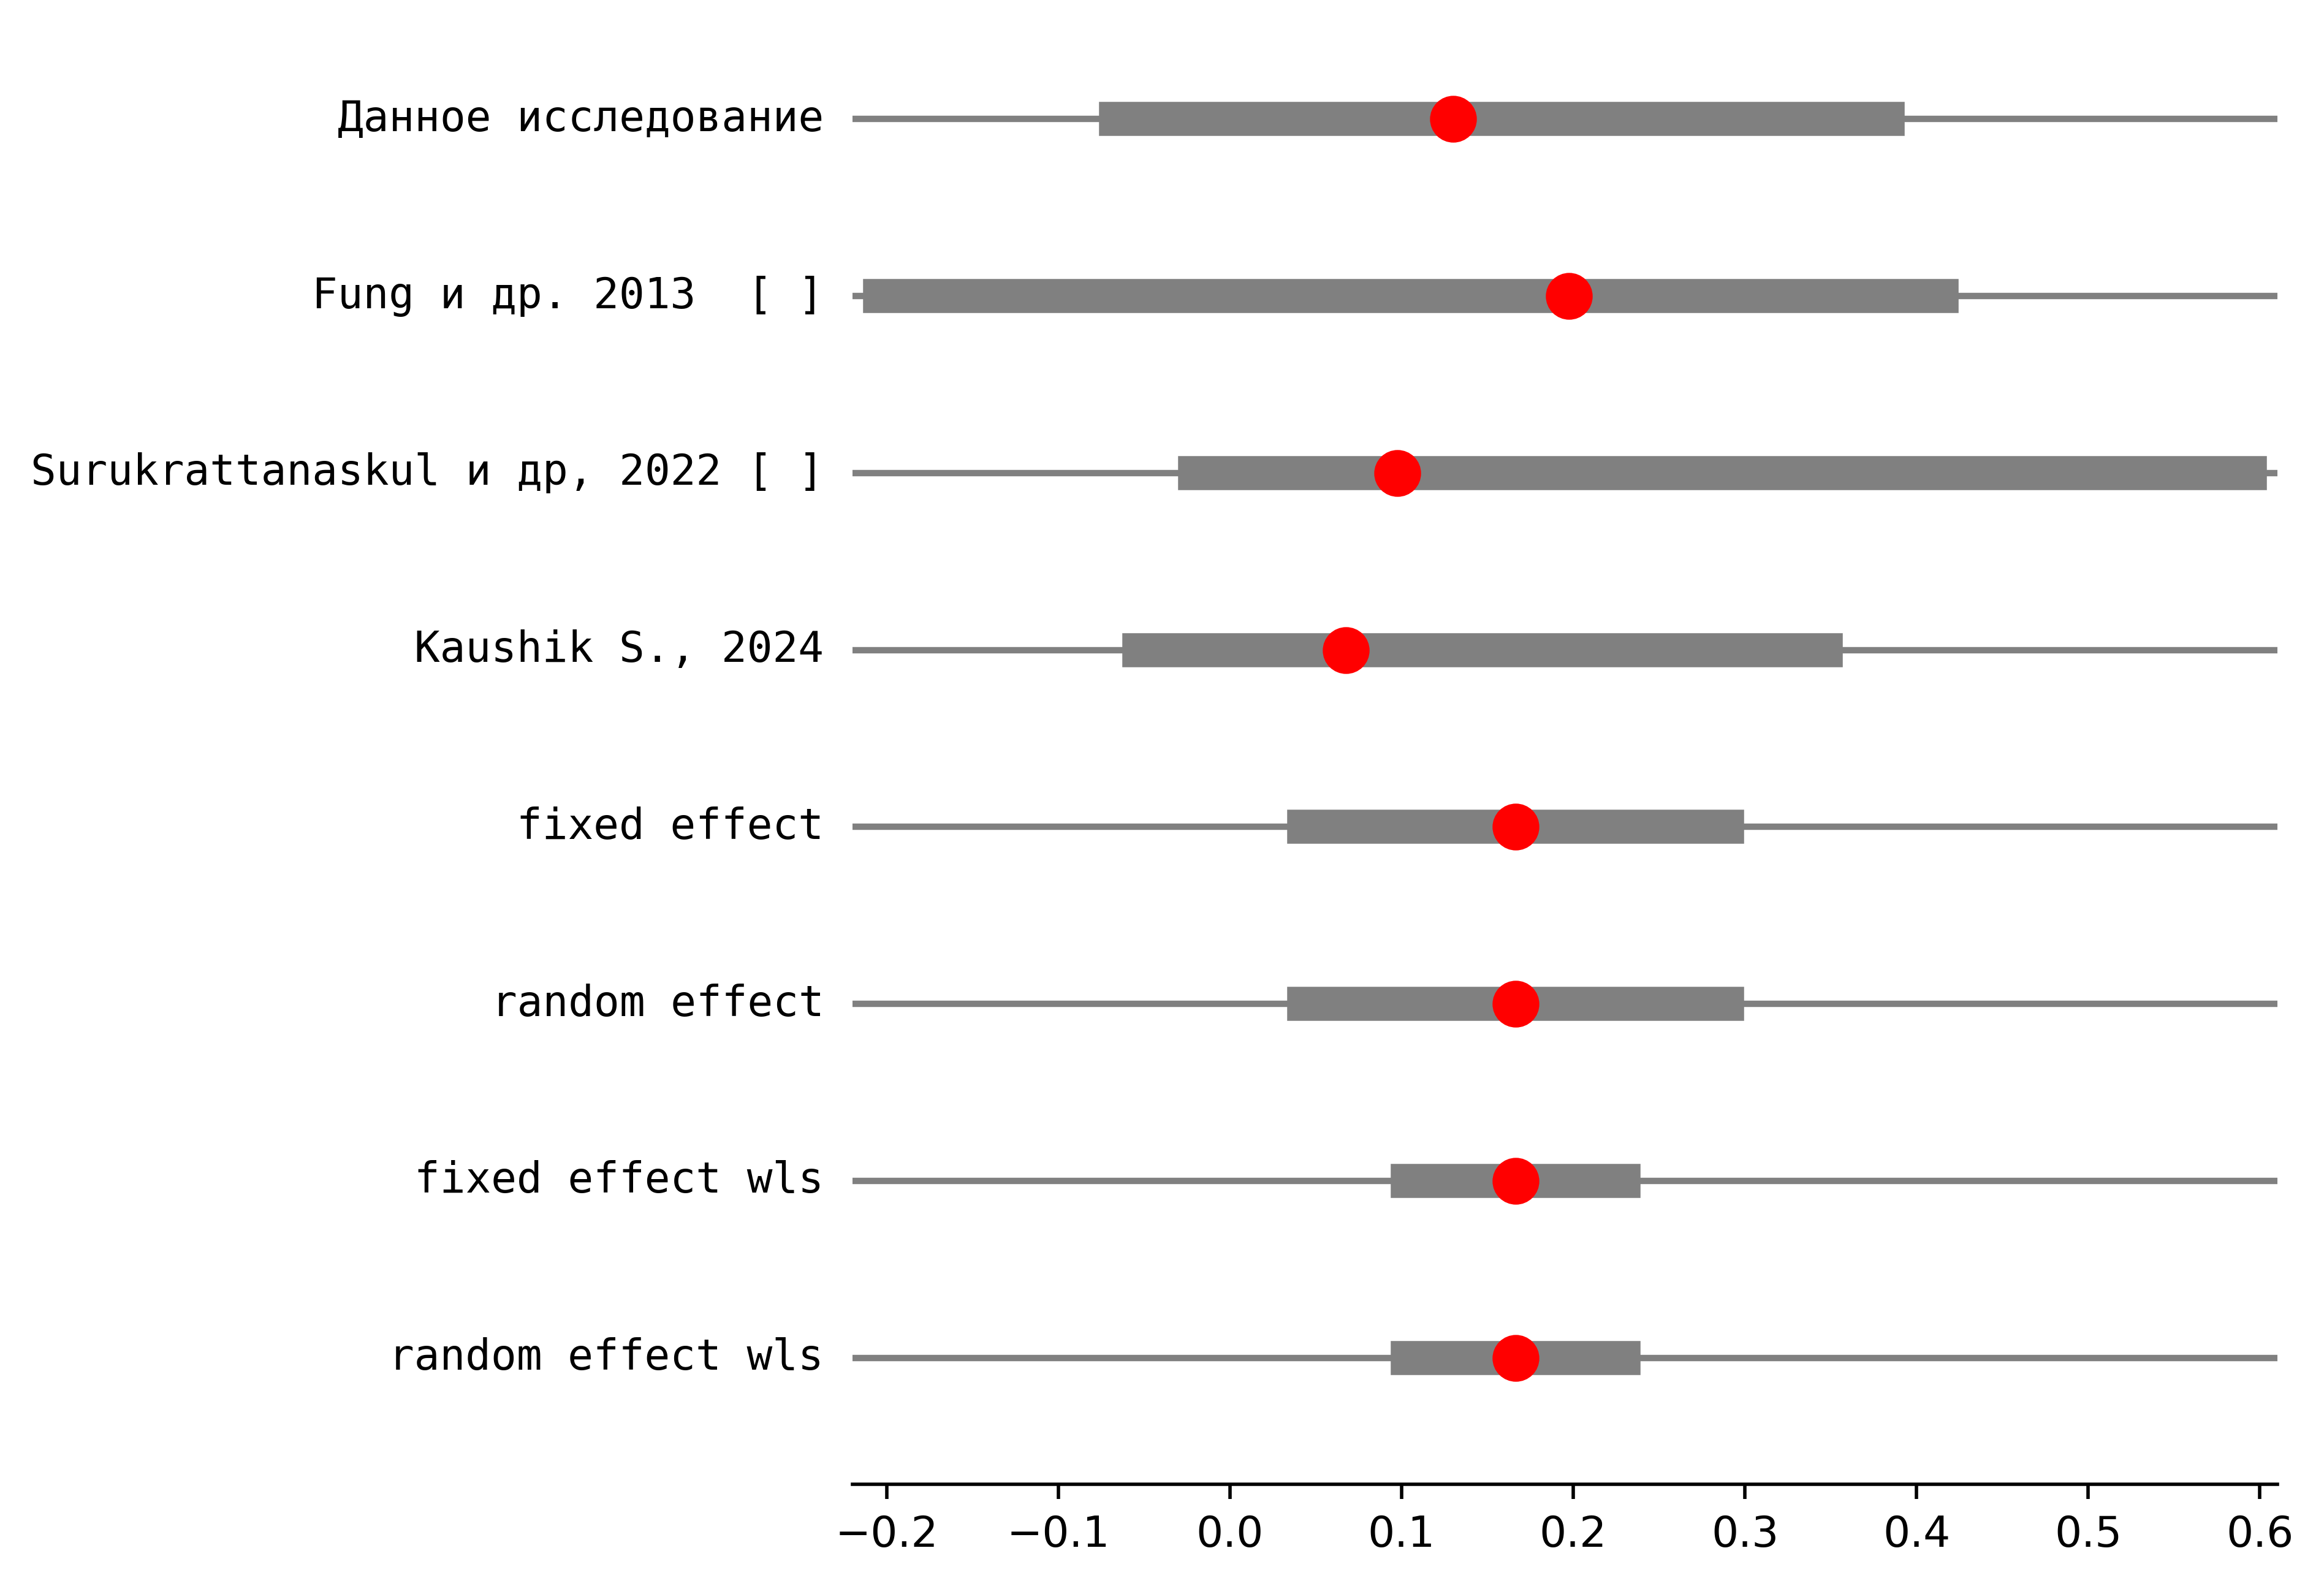 Данное исследование
Fung и др. 2013  [ ]
Surukrattanaskul и др, 2022 [ ]
Kaushik S., 2024
fixed effect
random effect
fixed effect wls
random effect wls
−0.2 −0.1 0.0 0.1 0.2 0.3 0.4 0.5 0.6